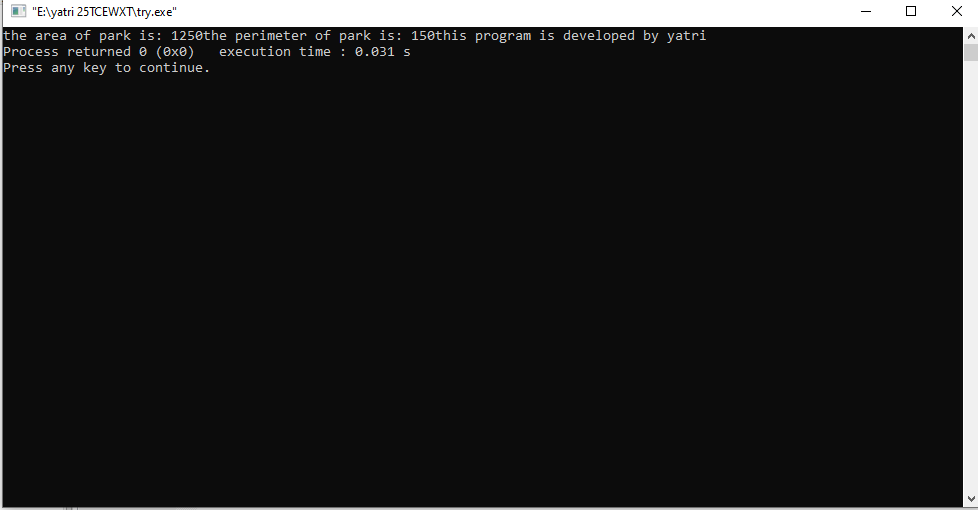 "E:\yatri 25TCEWXT\try.exe"
the area of park is: 1250the perimeter of park is: 150this program is developed by yatri
Process returned 0 (0x0)   execution time : 0.031 s
Press any key to continue.